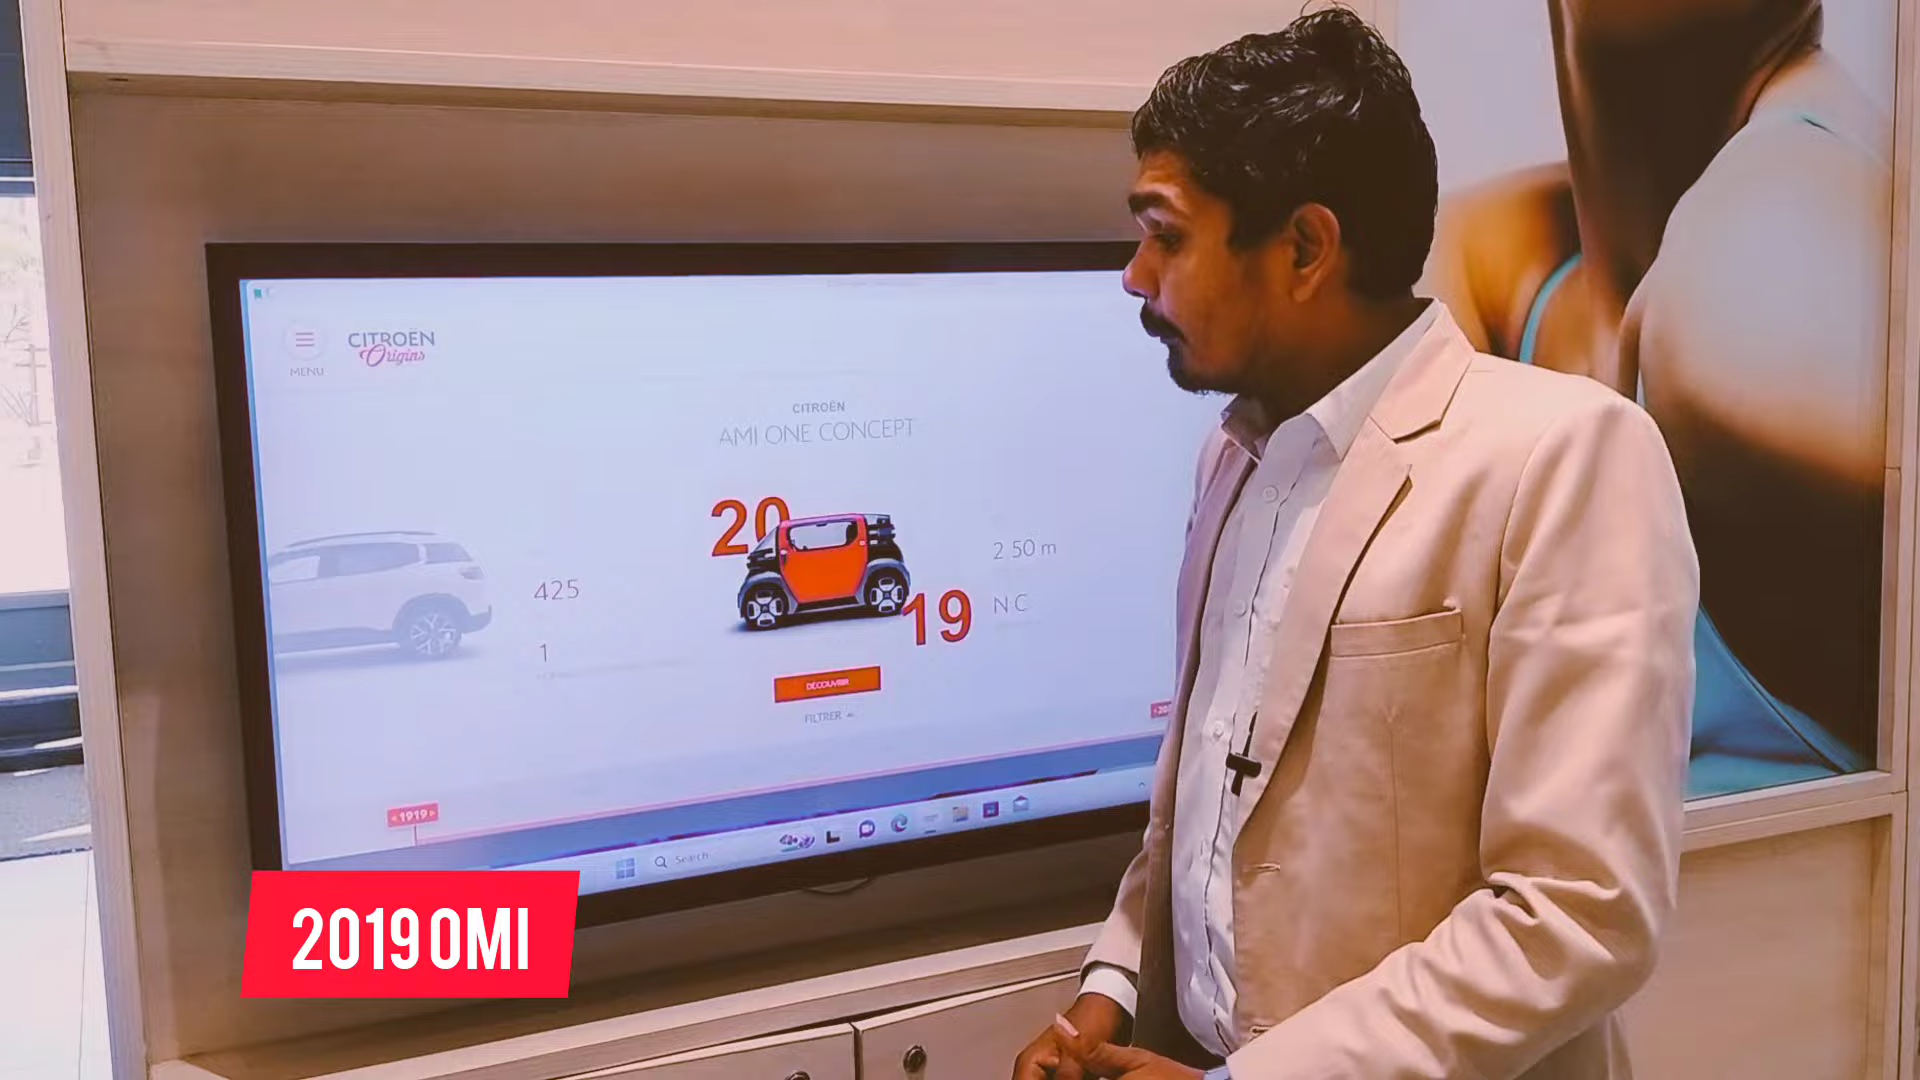 MENU
CITROËN
Origins
CITROËN
AMI ONE CONCEPT
20
19
425
1
2.50 m
NC
DÉCOUVRIR
FILTRER
1919
Search
2019 OMI